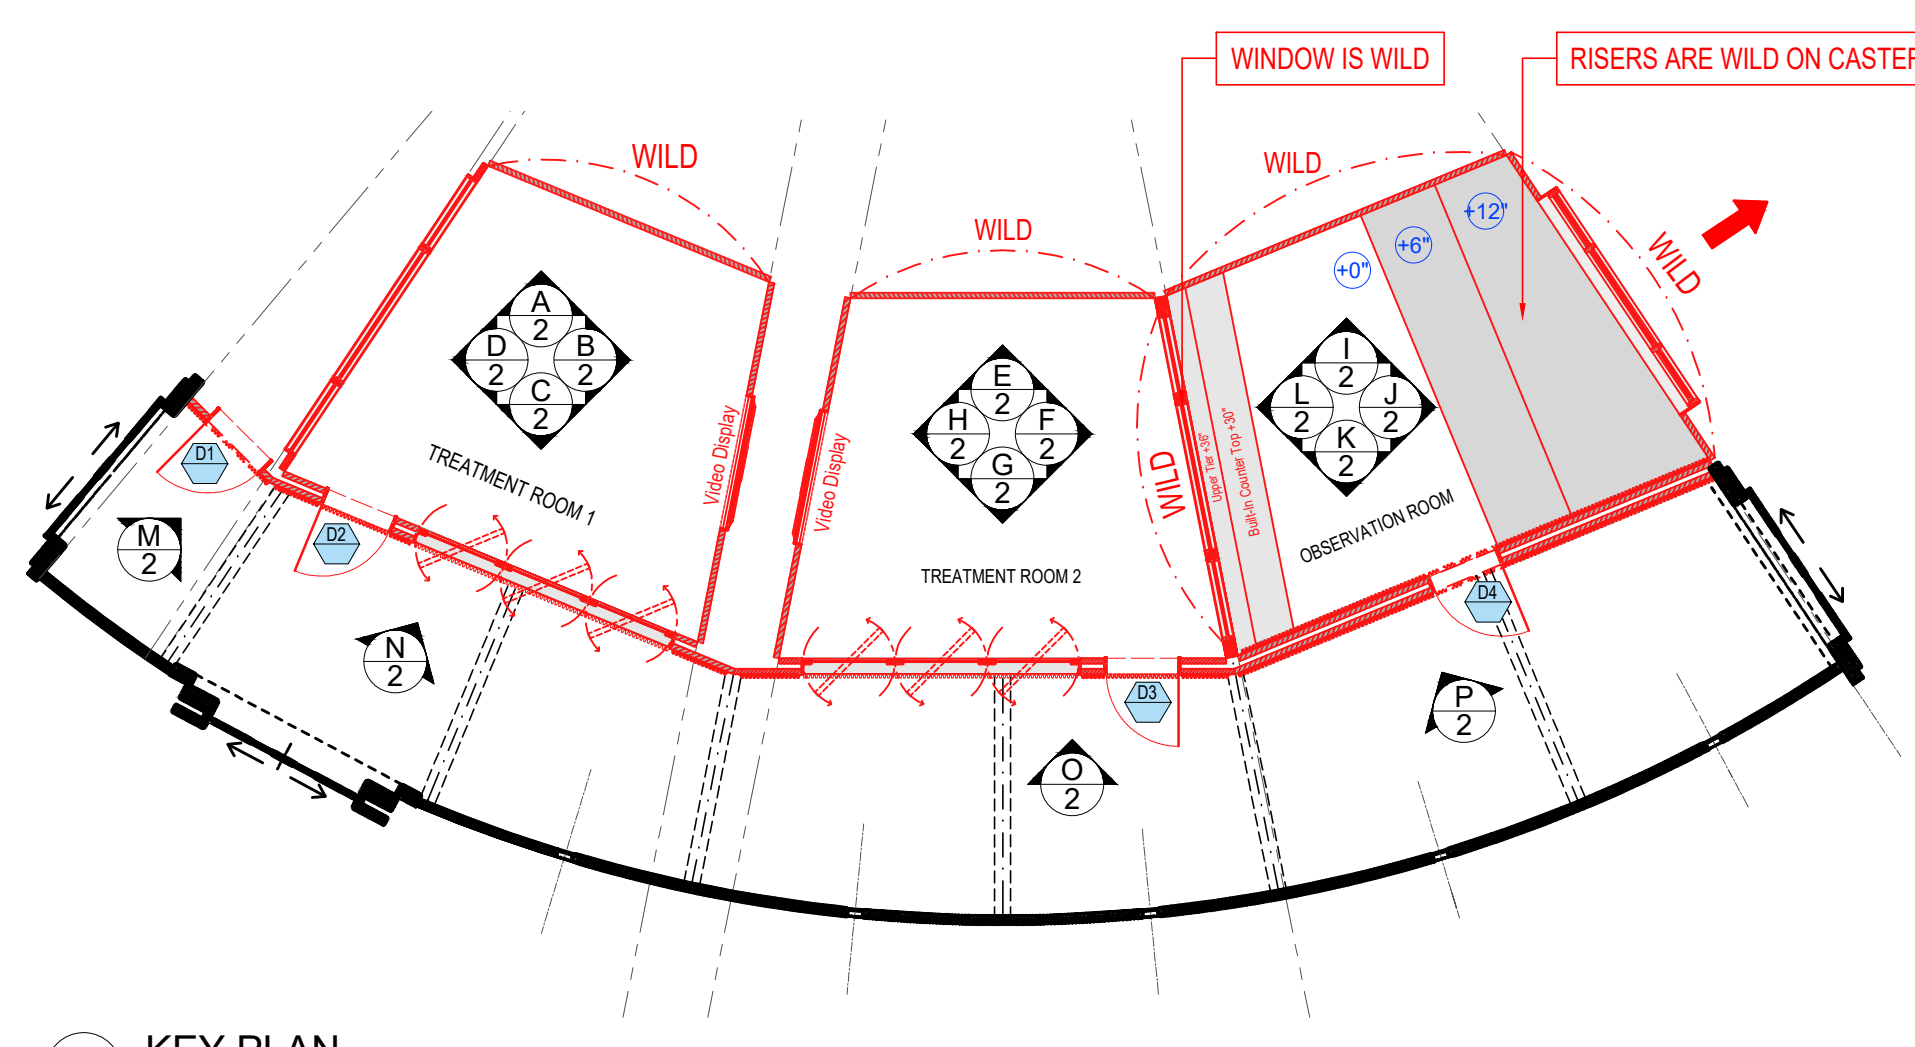 WINDOW IS WILD
RISERS ARE WILD ON CASTER
WILD
WILD
WILD
WILD
WILD
+12"
+6"
+0"
A
2
D
2
B
2
C
2
E
2
H
2
F
2
G
2
I
2
L
2
J
2
K
2
Video Display
Video Display
Upper Tier +36"
Built-In Counter Top +30"
TREATMENT ROOM 1
TREATMENT ROOM 2
OBSERVATION ROOM
D1
D2
D3
D4
M
2
N
2
O
2
P
2
KEY PLAN